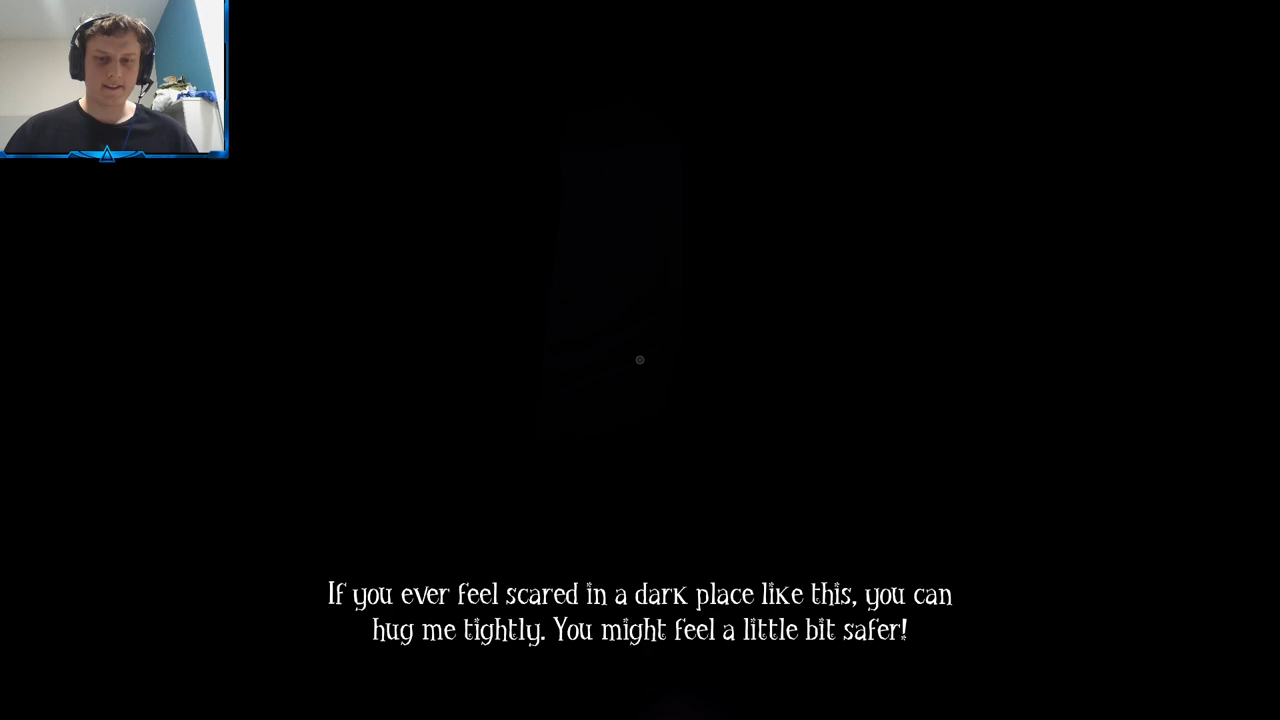 If you ever feel scared in a dark place like this, you can
hug me tightly. You might feel a little bit safer!